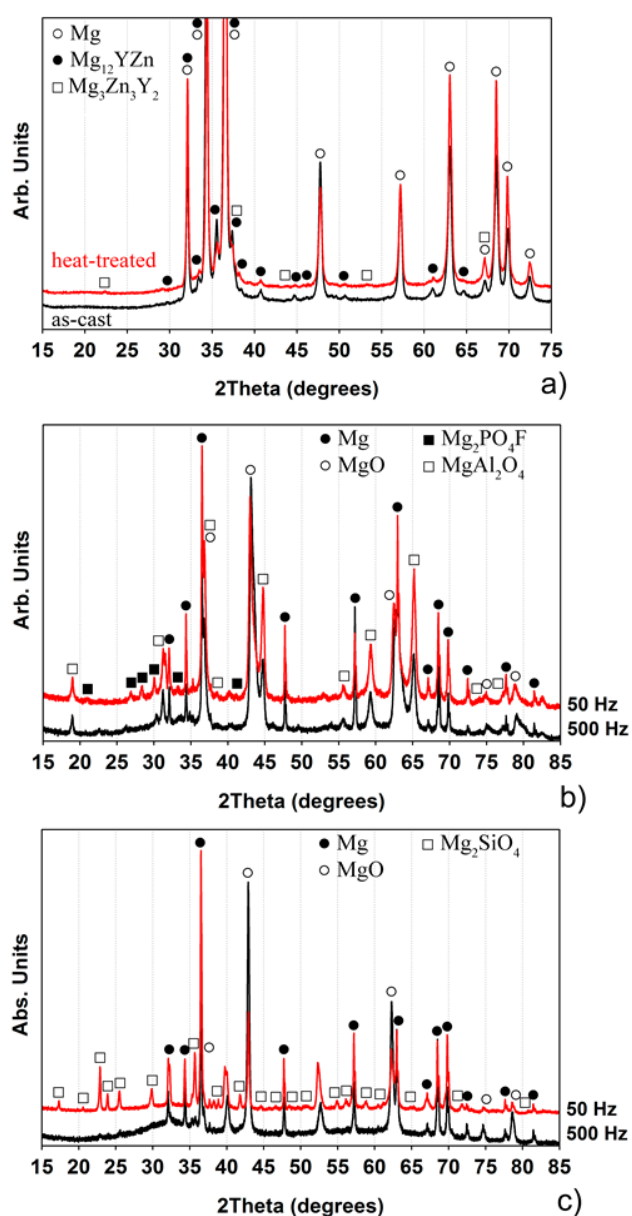 ○ Mg
● Mg₁₂YZn
□ Mg₃Zn₃Y₂
Arb. Units
heat-treated
as-cast
15 20 25 30 35 40 45 50 55 60 65 70 75
2Theta (degrees)
a)
● Mg ■ Mg₂PO₄F
○ MgO □ MgAl₂O₄
Arb. Units
50 Hz
500 Hz
15 20 25 30 35 40 45 50 55 60 65 70 75 80 85
2Theta (degrees)
b)
● Mg □ Mg₂SiO₄
○ MgO
Abs. Units
50 Hz
500 Hz
15 20 25 30 35 40 45 50 55 60 65 70 75 80 85
2Theta (degrees)
c)